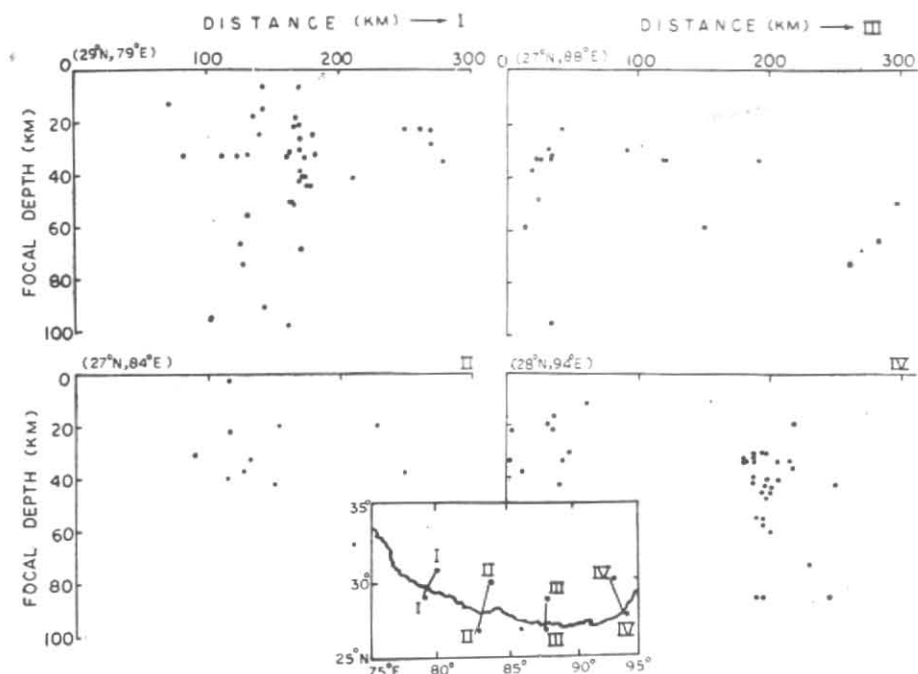 DISTANCE (KM) → I
DISTANCE (KM) → III
(29°N,79°E)
(27°N,88°E)
0 100 200 300
100 200 300
0
20
40
60
80
100
FOCAL DEPTH (KM)
(27°N,84°E)
II
(28°N,94°E)
IV
0
20
40
60
80
100
FOCAL DEPTH (KM)
35°
30°
25°N
I
II
III
IV
I
II
III
IV
75°E 80° 85° 90° 95°